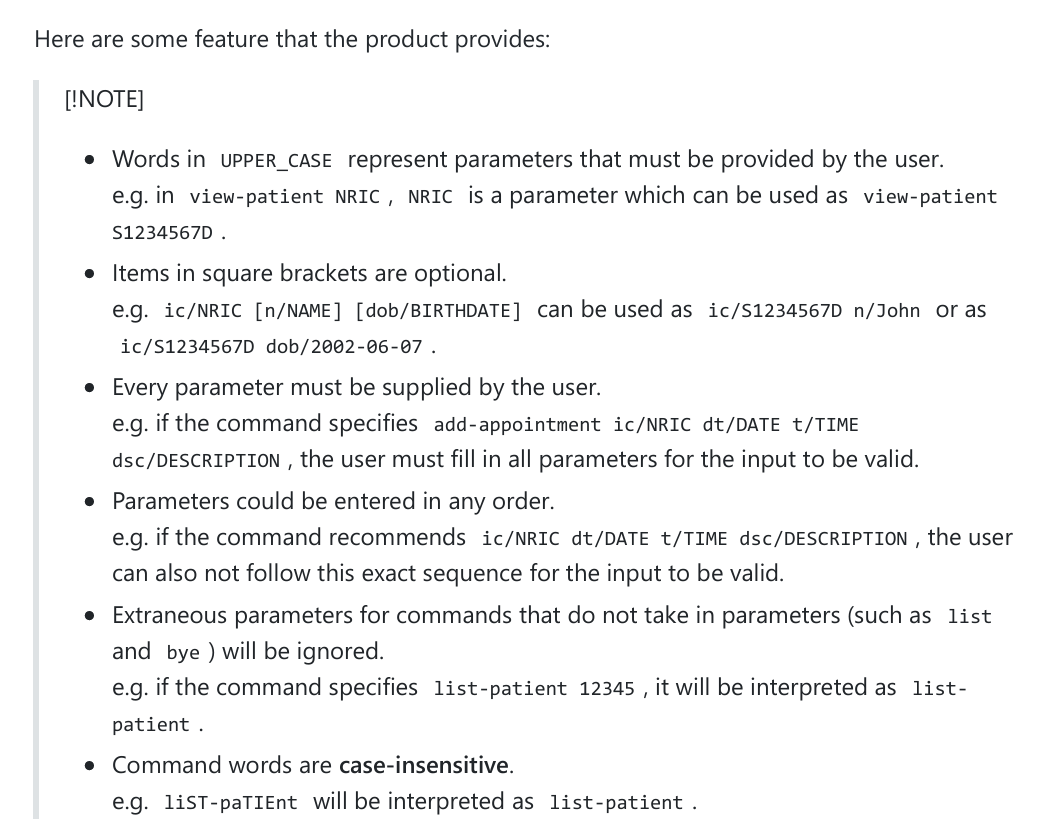 Here are some feature that the product provides:
[!NOTE]
• Words in UPPER_CASE represent parameters that must be provided by the user.
e.g. in view-patient NRIC , NRIC is a parameter which can be used as view-patient
S1234567D .
• Items in square brackets are optional.
e.g. ic/NRIC [n/NAME] [dob/BIRTHDATE] can be used as ic/S1234567D n/John or as
ic/S1234567D dob/2002-06-07 .
• Every parameter must be supplied by the user.
e.g. if the command specifies add-appointment ic/NRIC dt/DATE t/TIME
dsc/DESCRIPTION , the user must fill in all parameters for the input to be valid.
• Parameters could be entered in any order.
e.g. if the command recommends ic/NRIC dt/DATE t/TIME dsc/DESCRIPTION , the user
can also not follow this exact sequence for the input to be valid.
• Extraneous parameters for commands that do not take in parameters (such as list
and bye ) will be ignored.
e.g. if the command specifies list-patient 12345 , it will be interpreted as list-
patient .
• Command words are case-insensitive.
e.g. liST-paTIEnt will be interpreted as list-patient .